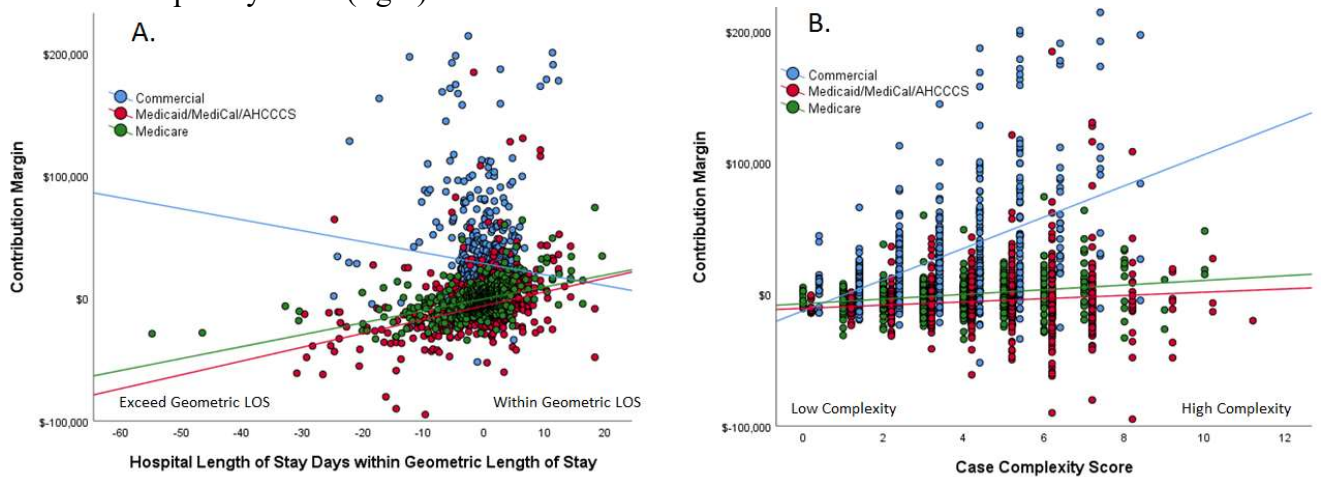 A.
$200,000
$100,000
$0
$-100,000
Contribution Margin
Commercial
Medicaid/MediCal/AHCCCS
Medicare
Exceed Geometric LOS
Within Geometric LOS
-60 -50 -40 -30 -20 -10 0 10 20
Hospital Length of Stay Days within Geometric Length of Stay
B.
$200,000
$100,000
$0
$-100,000
Contribution Margin
Commercial
Medicaid/MediCal/AHCCCS
Medicare
Low Complexity
High Complexity
0 2 4 6 8 10 12
Case Complexity Score